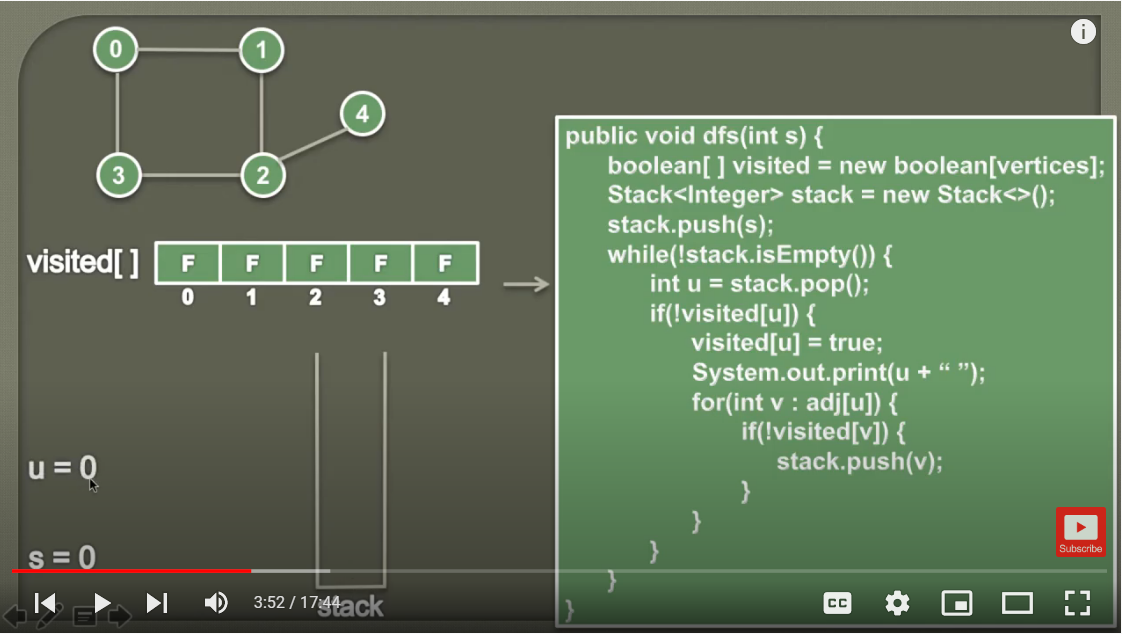 0 1
4
3 2
visited[ ] F F F F F
0 1 2 3 4
u = 0
s = 0
stack
public void dfs(int s) {
boolean[ ] visited = new boolean[vertices];
Stack<Integer> stack = new Stack<>();
stack.push(s);
while(!stack.isEmpty()) {
int u = stack.pop();
if(!visited[u]) {
visited[u] = true;
System.out.print(u + “ ”);
for(int v : adj[u]) {
if(!visited[v]) {
stack.push(v);
}
}
}
}
}
i
Subscribe
3:52 / 17:44
CC